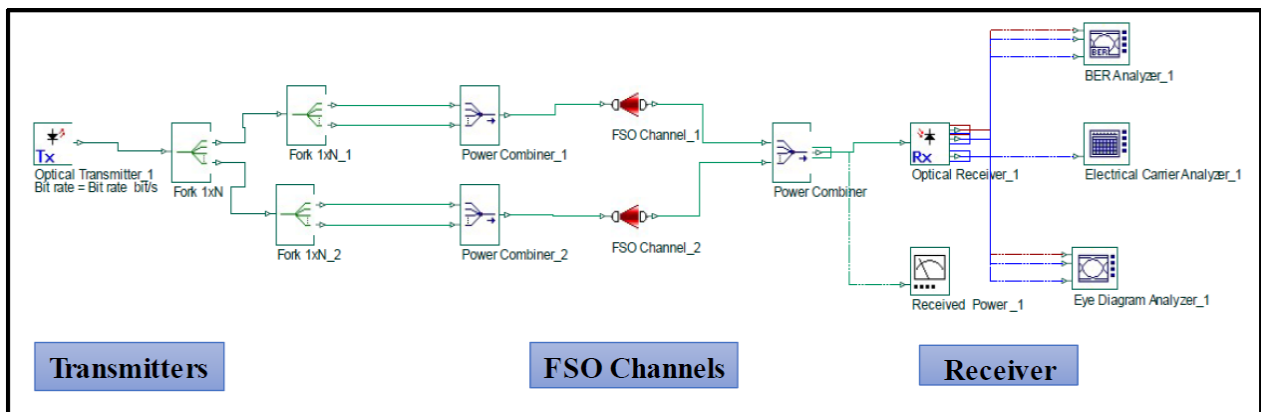 BER
BER Analyzer_1
Tx
Optical Transmitter_1
Bit rate = Bit rate bit/s
Fork 1xN
Fork 1xN_1
Power Combiner_1
FSO Channel_1
Power Combiner
Rx
Optical Receiver_1
Electrical Carrier Analyzer_1
Fork 1xN_2
Power Combiner_2
FSO Channel_2
Received Power_1
Eye Diagram Analyzer_1
Transmitters
FSO Channels
Receiver